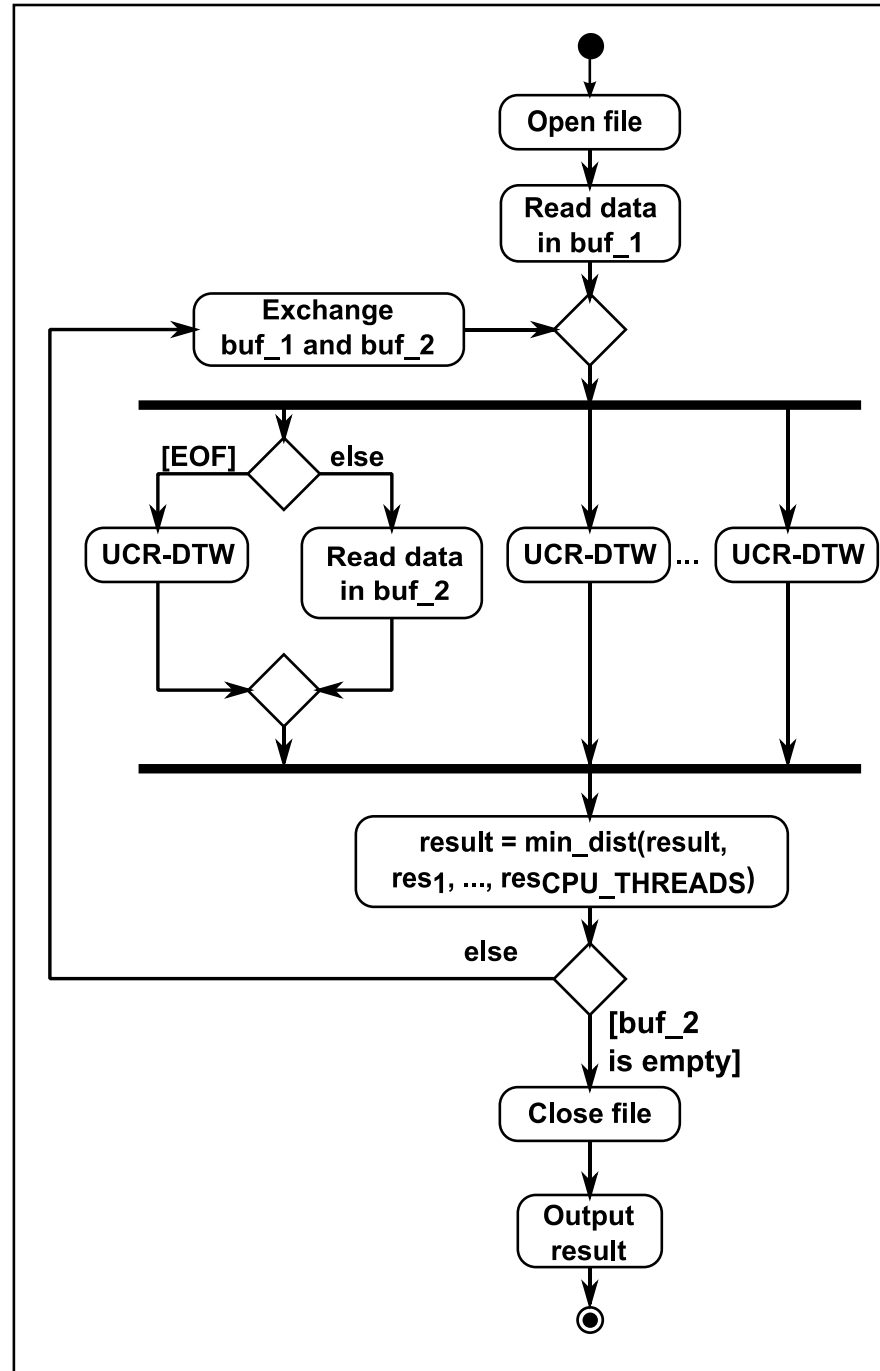 Open file
Read data
in buf_1
Exchange
buf_1 and buf_2
[EOF]
else
UCR-DTW
Read data
in buf_2
UCR-DTW
...
UCR-DTW
result = min_dist(result,
res1, ..., resCPU_THREADS)
else
[buf_2
is empty]
Close file
Output
result